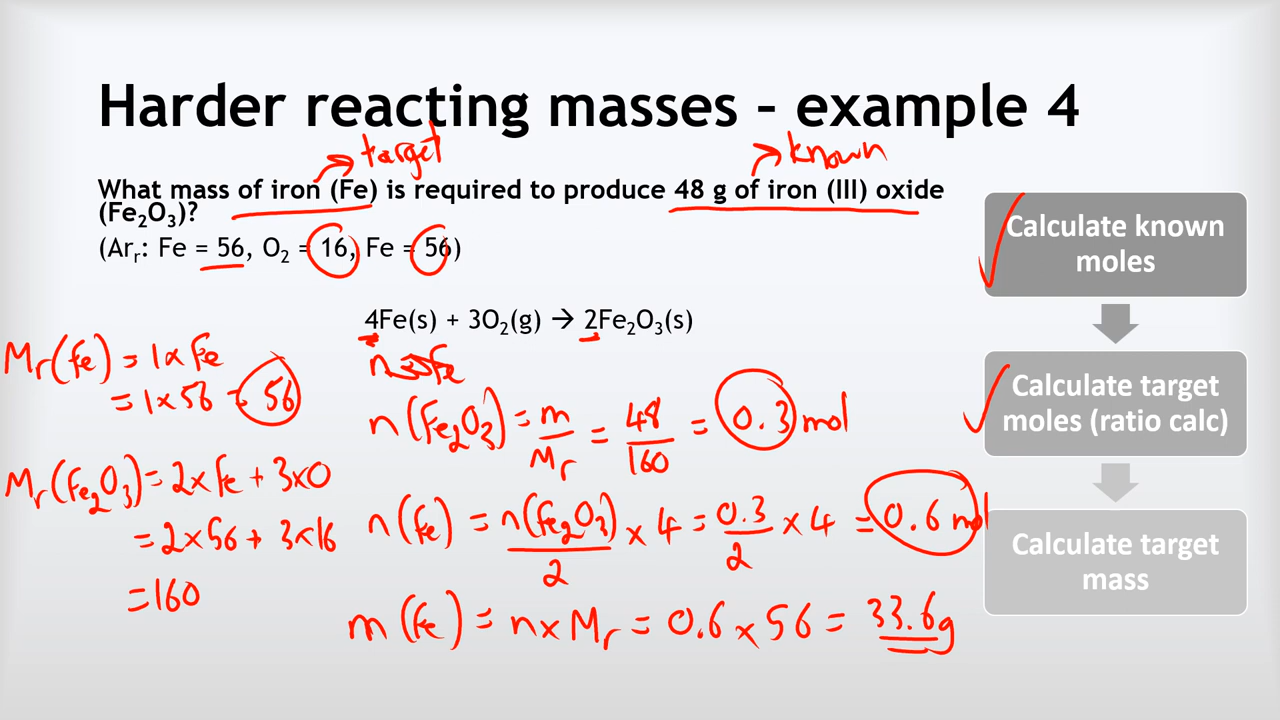 Harder reacting masses – example 4
target
known
What mass of iron (Fe) is required to produce 48 g of iron (III) oxide
(Fe₂O₃)?
(Arᵣ: Fe = 56, O₂ = 16, Fe = 56)
4Fe(s) + 3O₂(g) → 2Fe₂O₃(s)
Mᵣ(Fe) = 1×Fe
= 1×56 = 56
Mᵣ(Fe₂O₃) = 2×Fe + 3×O
= 2×56 + 3×16
= 160
n(Fe₂O₃) = m/Mᵣ = 48/160 = 0.3 mol
n(Fe) = n(Fe₂O₃)/2 × 4 = 0.3/2 × 4 = 0.6 mol
m(Fe) = n×Mᵣ = 0.6 × 56 = 33.6g
Calculate known
moles
Calculate target
moles (ratio calc)
Calculate target
mass